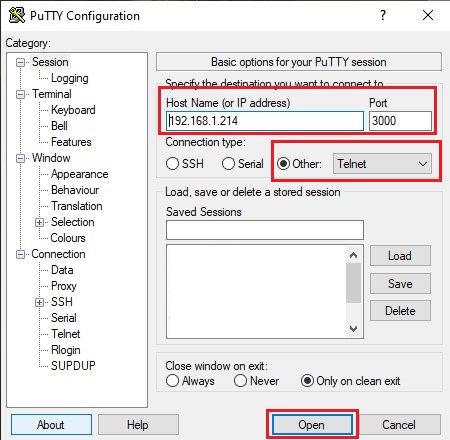 PuTTY Configuration
?
Category:
Session
Logging
Terminal
Keyboard
Bell
Features
Window
Appearance
Behaviour
Translation
Selection
Colours
Connection
Data
Proxy
SSH
Serial
Telnet
Rlogin
SUPDUP
Basic options for your PuTTY session
Specify the destination you want to connect to
Host Name (or IP address) Port
192.168.1.214 3000
Connection type:
SSH Serial Other: Telnet
Load, save or delete a stored session
Saved Sessions
Load
Save
Delete
Close window on exit:
Always Never Only on clean exit
About Help Open Cancel